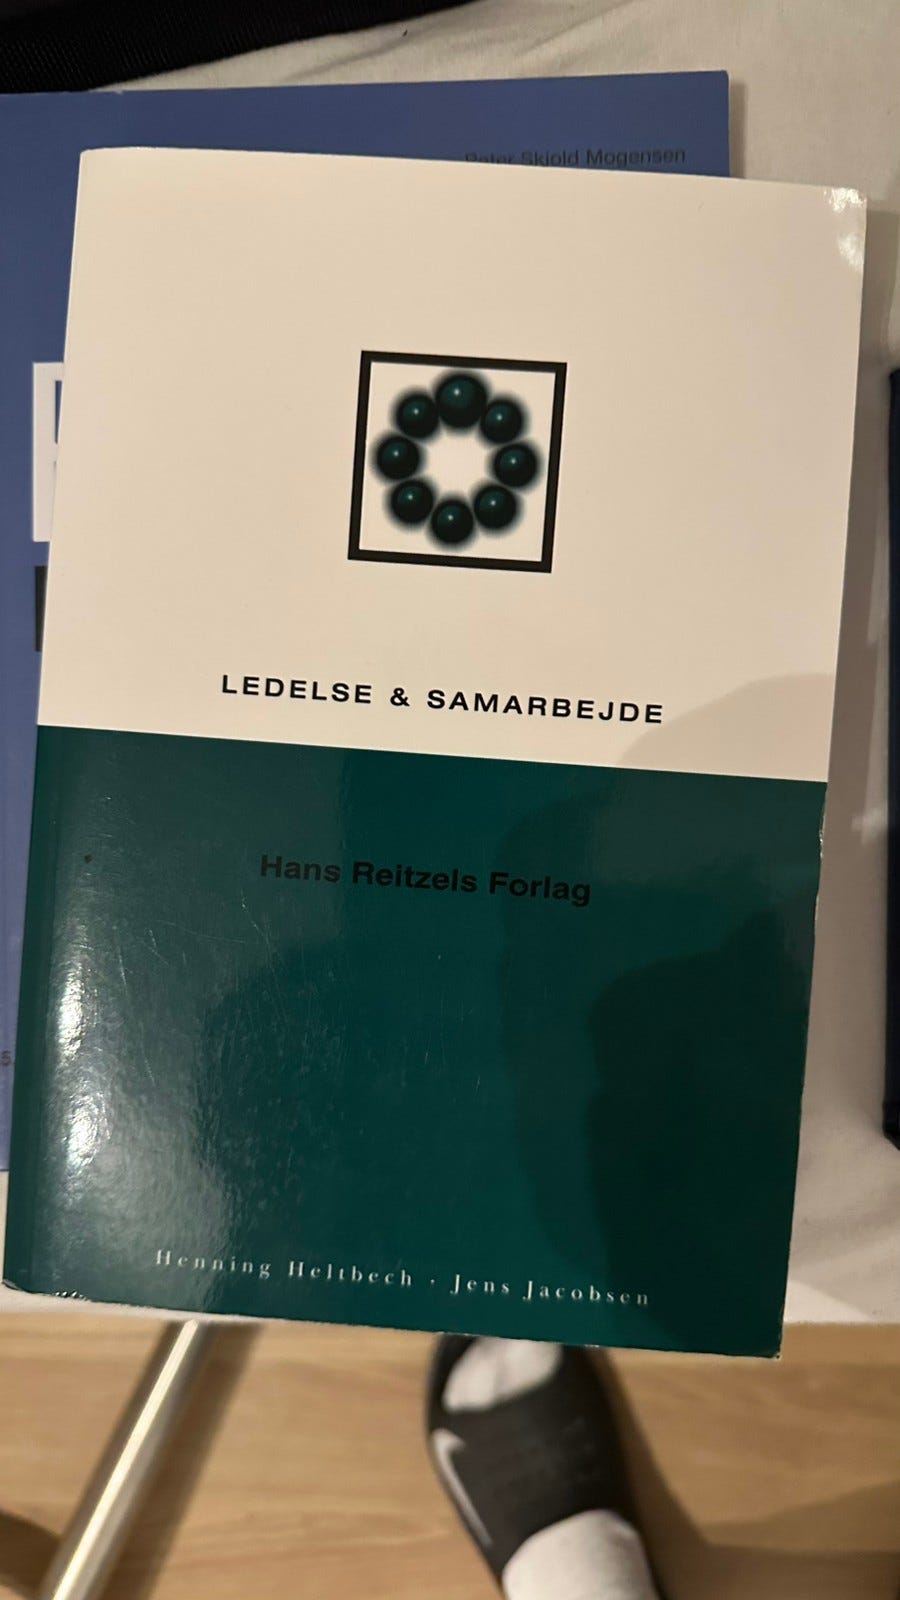 Peter Skjold Mogensen
LEDELSE & SAMARBEJDE
Hans Reitzels Forlag
Henning Heltbech · Jens Jacobsen